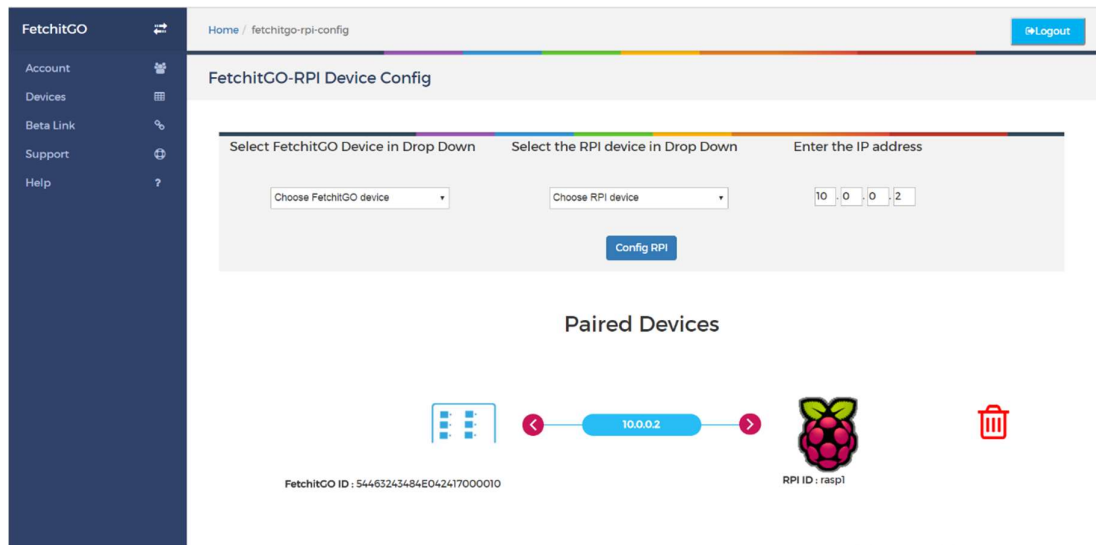 FetchitGO
Home / fetchitgo-rpi-config
Logout
Account
Devices
Beta Link
Support
Help
?
FetchitGO-RPI Device Config
Select FetchitGO Device in Drop Down
Select the RPI device in Drop Down
Enter the IP address
Choose FetchitGO device
Choose RPI device
10 . 0 . 0 . 2
Config RPI
Paired Devices
10.0.0.2
FetchitGO ID : 54463243484E042417000010
RPI ID : rasp1